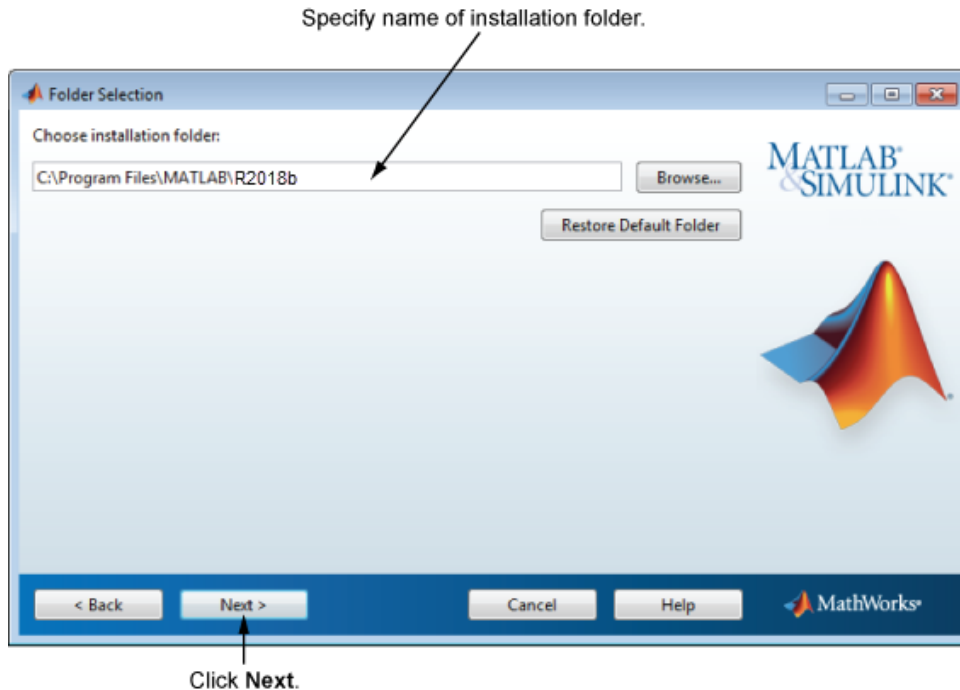 Specify name of installation folder.
Folder Selection
Choose installation folder:
C:\Program Files\MATLAB\R2018b
Browse...
MATLAB®
&SIMULINK®
Restore Default Folder
®
< Back
Next >
Cancel
Help
MathWorks®
Click Next.